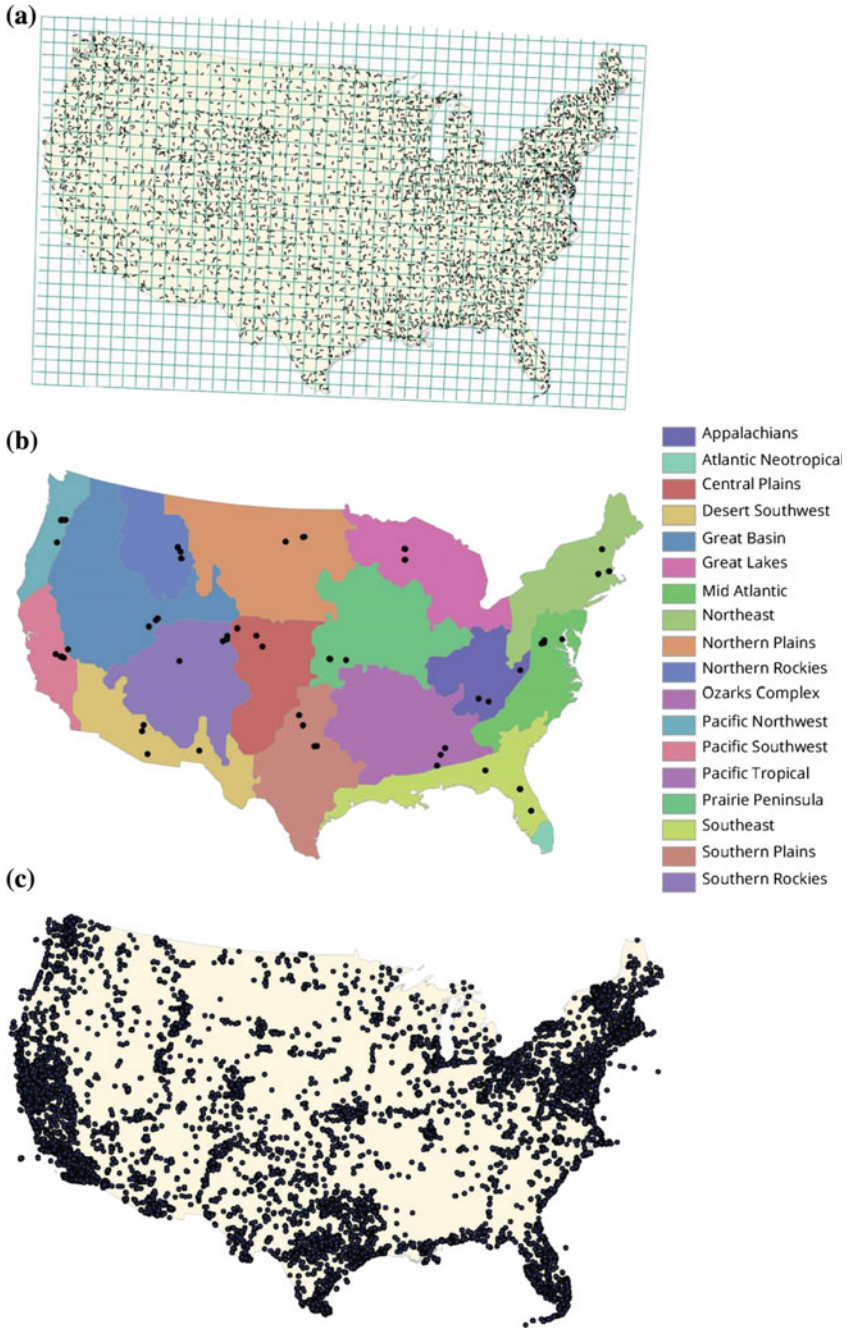 (a)
(b)
Appalachians
Atlantic Neotropical
Central Plains
Desert Southwest
Great Basin
Great Lakes
Mid Atlantic
Northeast
Northern Plains
Northern Rockies
Ozarks Complex
Pacific Northwest
Pacific Southwest
Pacific Tropical
Prairie Peninsula
Southeast
Southern Plains
Southern Rockies
(c)